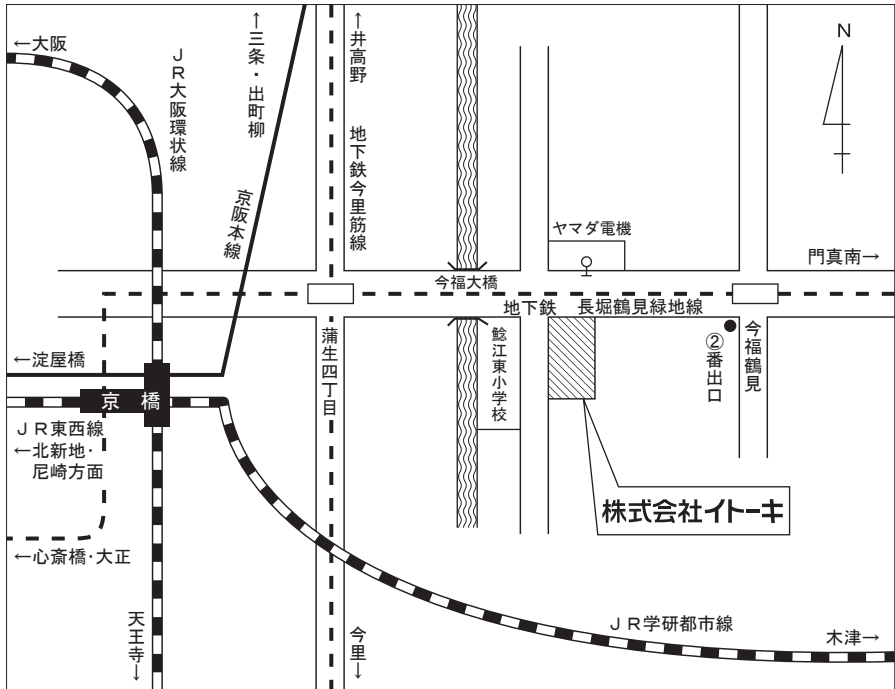 ←大阪
JR大阪環状線
←三条・出町柳
京阪本線
←井高野
地下鉄今里筋線
N
ヤマダ電機
門真南→
今福大橋
地下鉄 長堀鶴見緑地線
←淀屋橋
京橋
蒲生四丁目
鯰江東小学校
②番出口
今福鶴見
JR東西線
←北新地・
尼崎方面
株式会社イトーキ
←心斎橋・大正
天王寺→
今里→
JR学研都市線
木津→